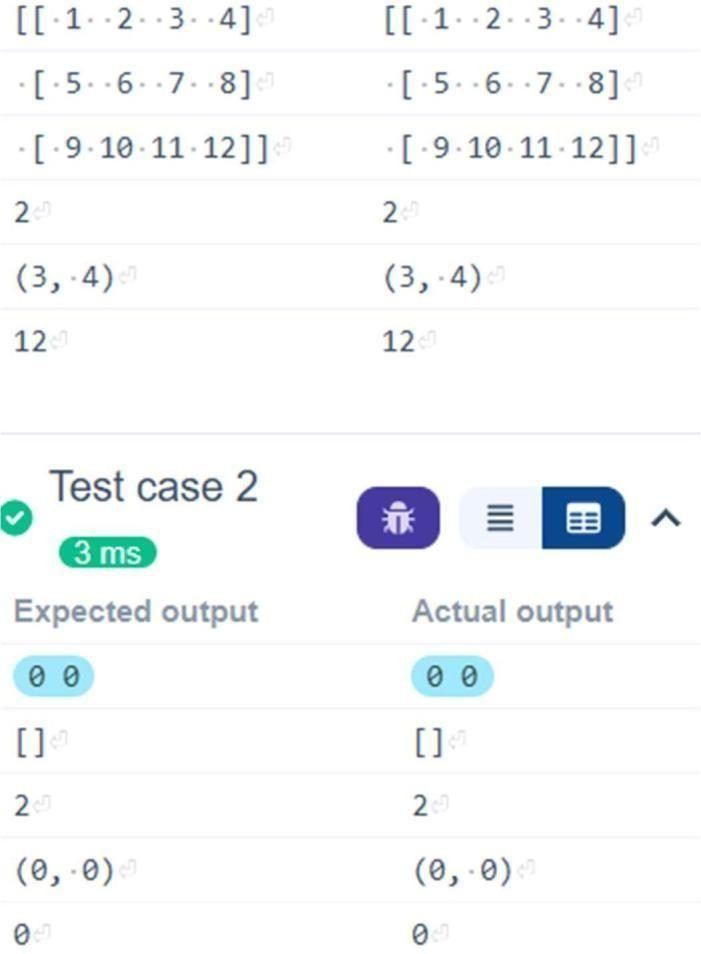 [[·1··2··3··4]⏎ [[·1··2··3··4]⏎
·[·5··6··7··8]⏎ ·[·5··6··7··8]⏎
·[·9·10·11·12]]⏎ ·[·9·10·11·12]]⏎
2⏎ 2⏎
(3,·4)⏎ (3,·4)⏎
12⏎ 12⏎
Test case 2
3 ms
Expected output Actual output
0 0 0 0
[]⏎ []⏎
2⏎ 2⏎
(0,·0)⏎ (0,·0)⏎
0⏎ 0⏎